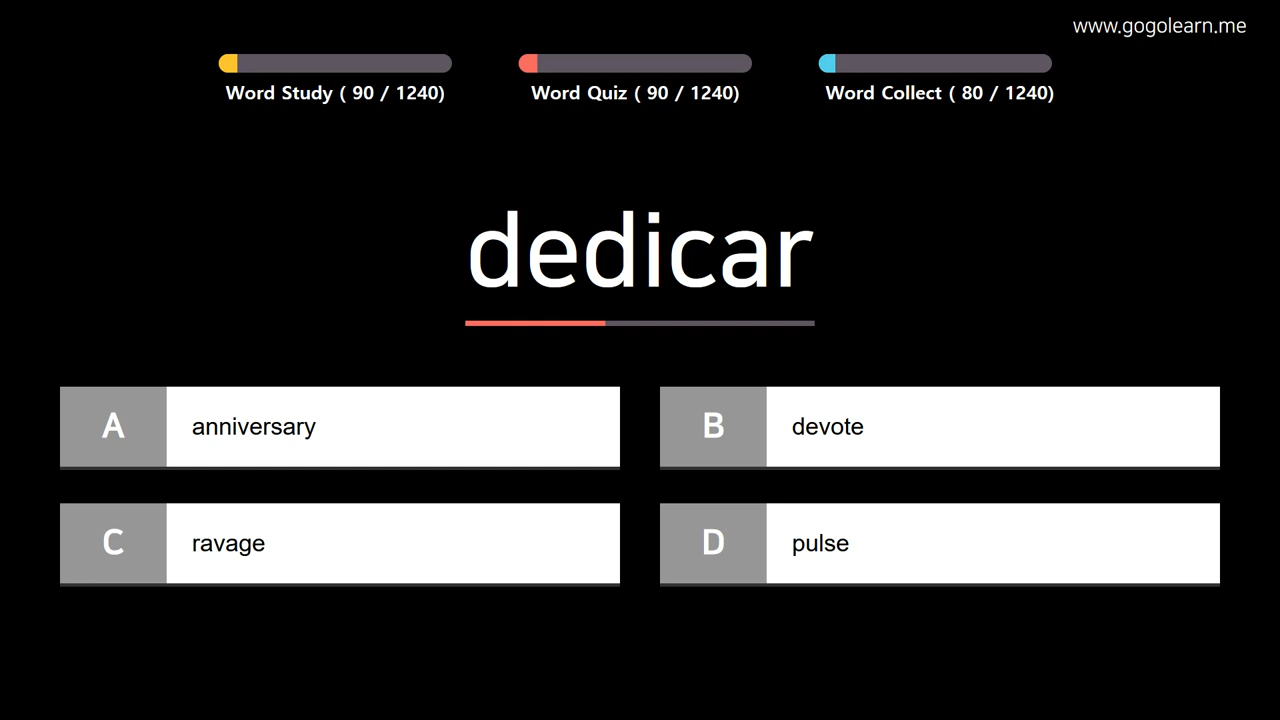 www.gogolearn.me
Word Study ( 90 / 1240)
Word Quiz ( 90 / 1240)
Word Collect ( 80 / 1240)
dedicar
A anniversary
B devote
C ravage
D pulse